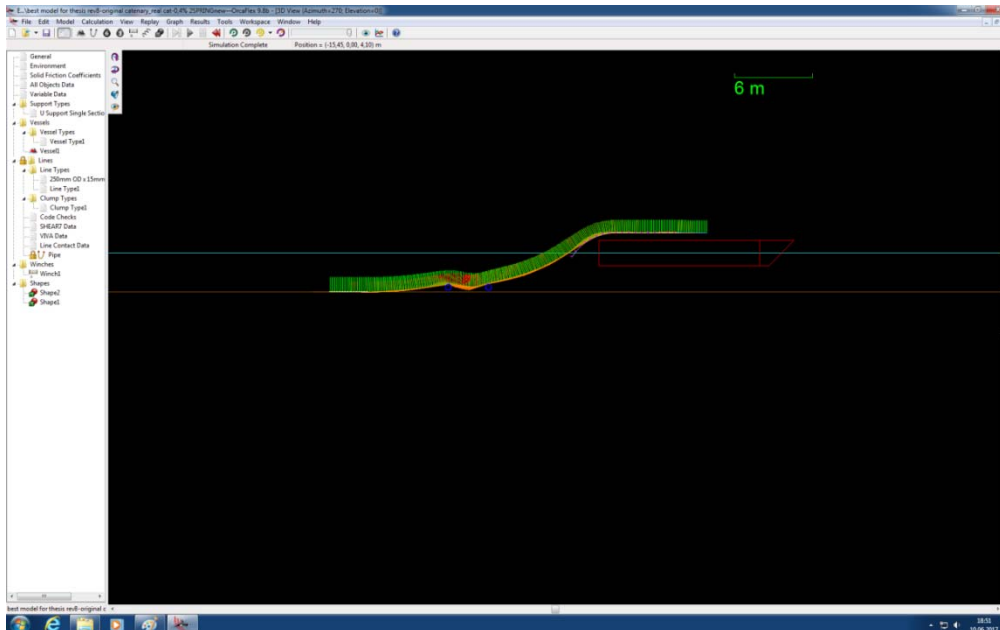 E...\best model for thesis rev8-original catenary_real cat-0,4% 2SPRINGnew---OrcaFlex 9.8b - [3D View (Azimuth=270; Elevation=0)]
File Edit Model Calculation View Replay Graph Results Tools Workspace Window Help
Simulation Complete Position = (-15,45, 0,00, 4,10) m
General
Environment
Solid Friction Coefficients
All Objects Data
Variable Data
Support Types
U Support Single Sectio
Vessels
Vessel Types
Vessel Type1
Vessel1
Lines
Line Types
250mm OD x 15mm
Line Type1
Clump Types
Clump Type1
Code Checks
SHEAR7 Data
VIVA Data
Line Contact Data
Pipe
Winches
Winch1
Shapes
Shape2
Shape1
6 m
best model for thesis rev8-original c
18:51
10.06.2017